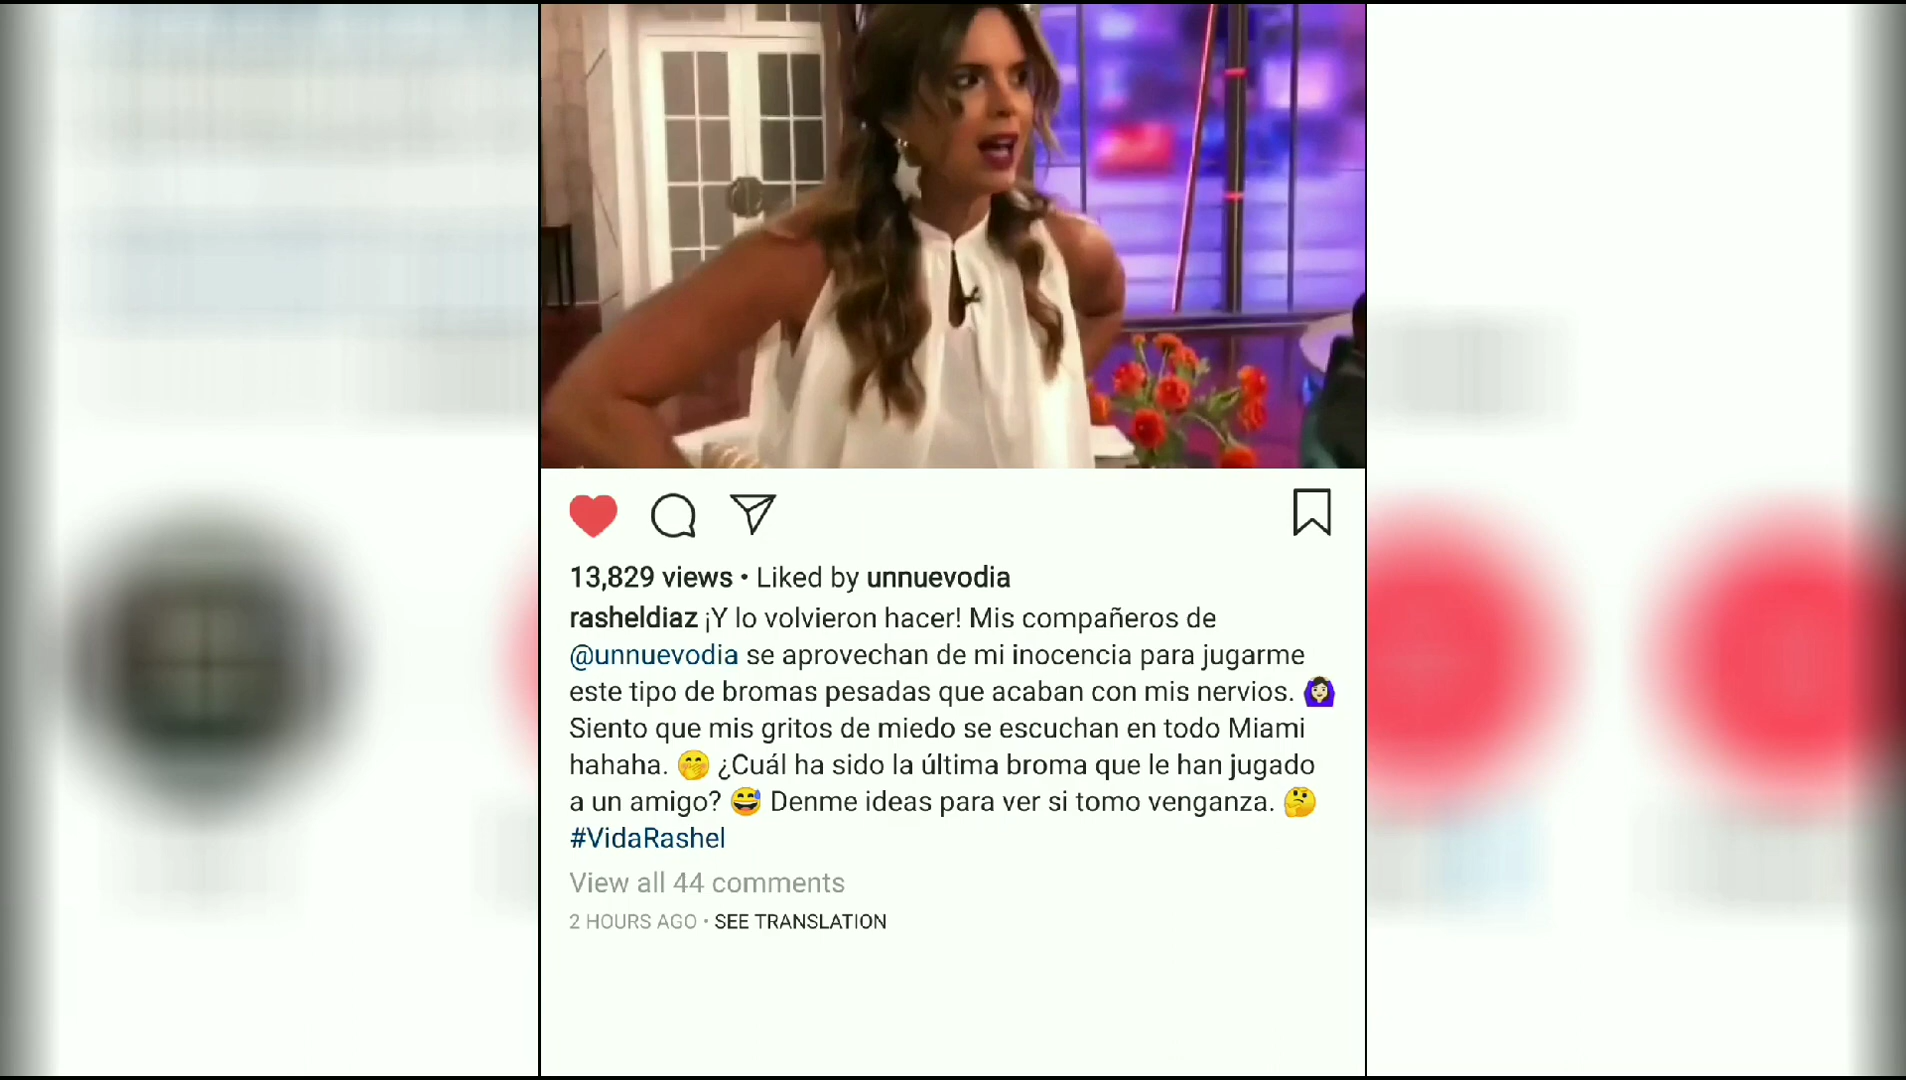 13,829 views • Liked by unnuevodia
rasheldiaz ¡Y lo volvieron hacer! Mis compañeros de
@unnuevodia se aprovechan de mi inocencia para jugarme
este tipo de bromas pesadas que acaban con mis nervios. 🙆🏻‍♀️
Siento que mis gritos de miedo se escuchan en todo Miami
hahaha. 🤭 ¿Cuál ha sido la última broma que le han jugado
a un amigo? 😅 Denme ideas para ver si tomo venganza. 🤔
#VidaRashel
View all 44 comments
2 HOURS AGO • SEE TRANSLATION